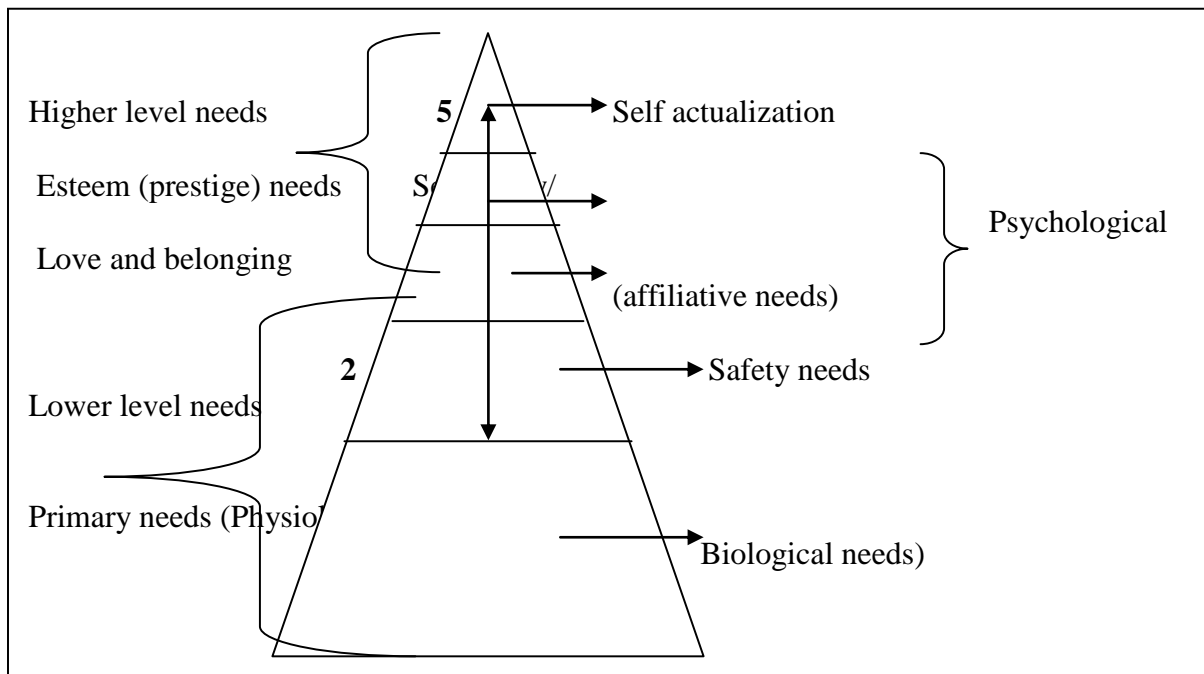 Higher level needs
5
Self actualization
Esteem (prestige) needs
Psychological
Love and belonging
(affiliative needs)
2
Safety needs
Lower level needs
Primary needs
Biological needs)